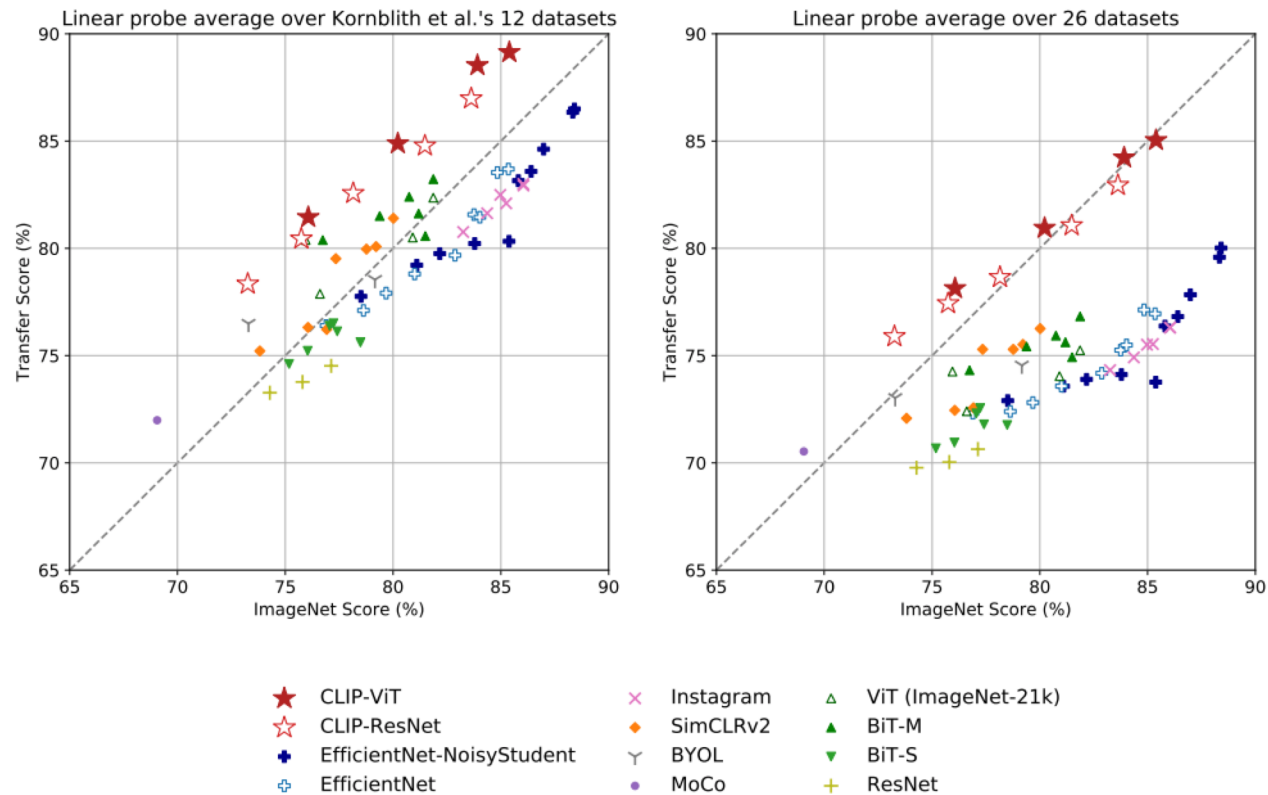 Linear probe average over Kornblith et al.'s 12 datasets
90
85
80
75
70
65
Transfer Score (%)
65 70 75 80 85 90
ImageNet Score (%)
Linear probe average over 26 datasets
90
85
80
75
70
65
Transfer Score (%)
65 70 75 80 85 90
ImageNet Score (%)
CLIP-ViT
CLIP-ResNet
EfficientNet-NoisyStudent
EfficientNet
Instagram
SimCLRv2
BYOL
MoCo
ViT (ImageNet-21k)
BiT-M
BiT-S
ResNet